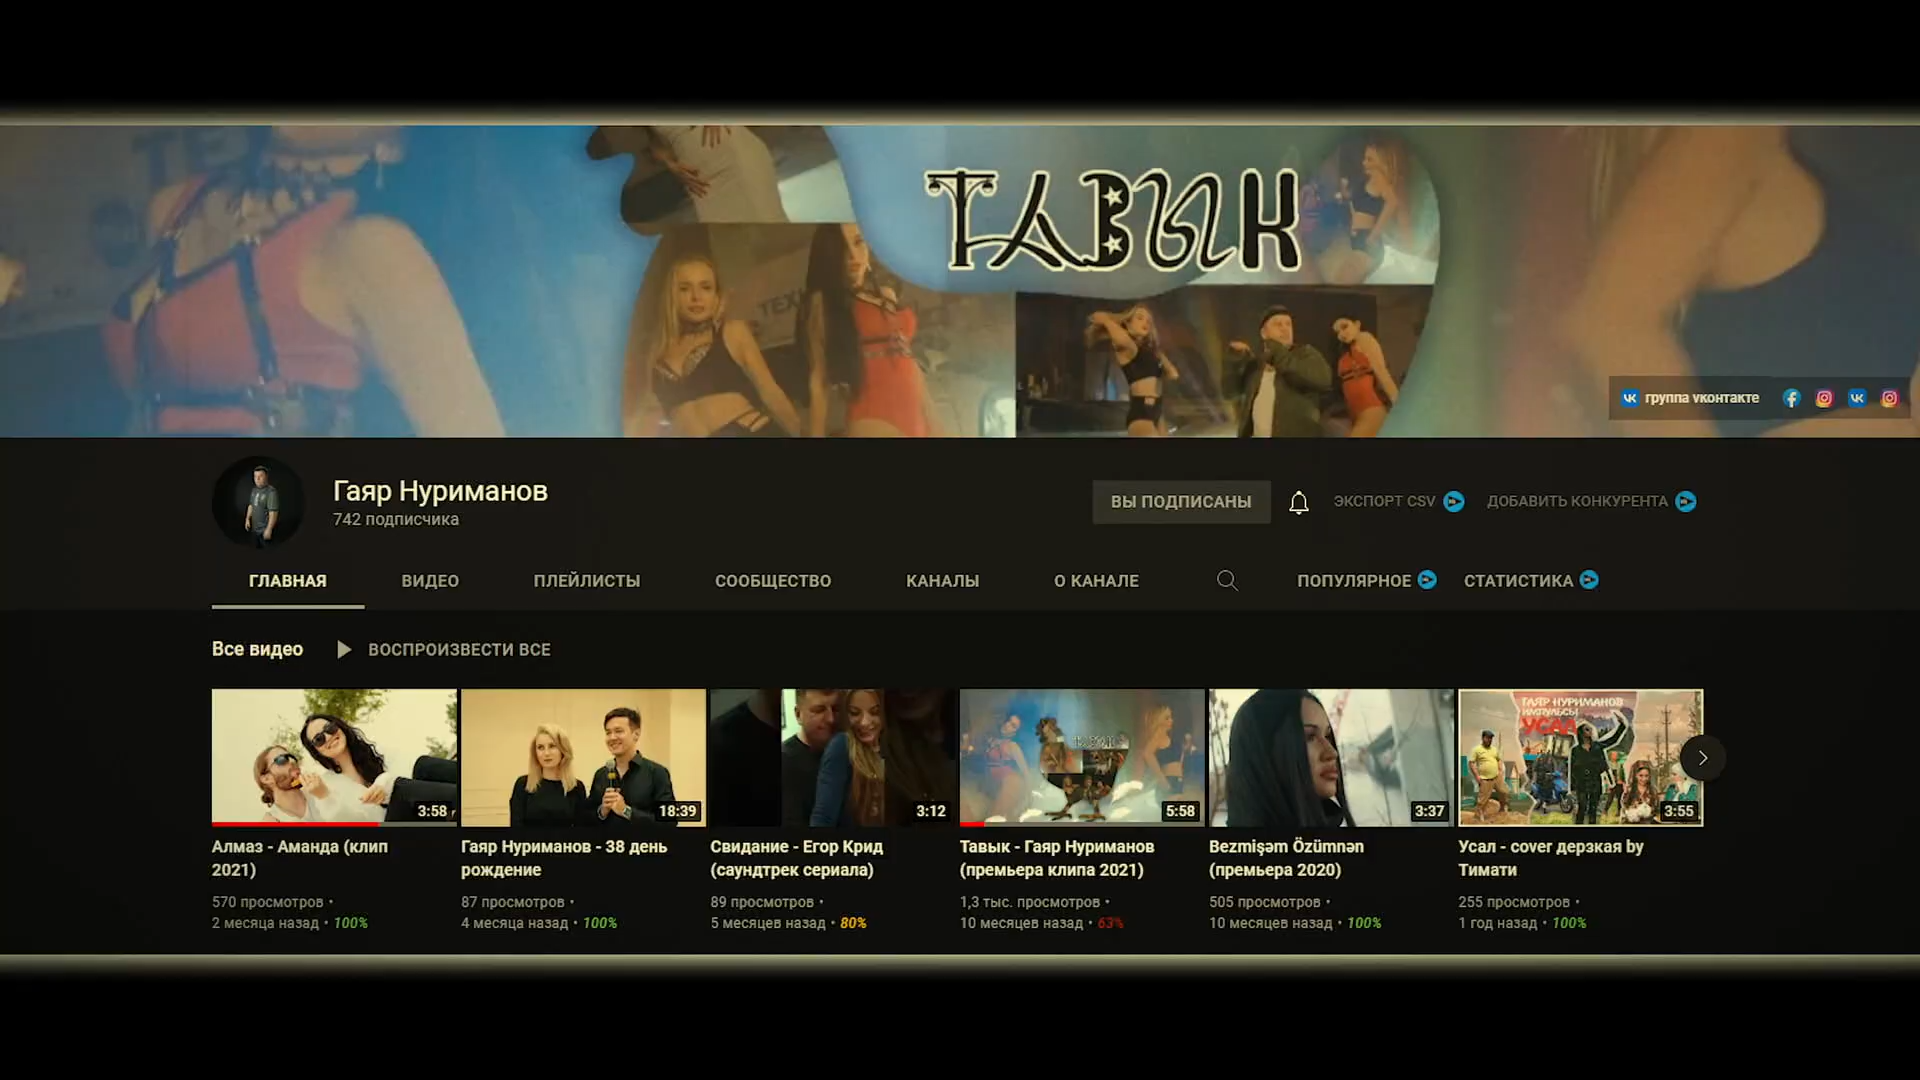 ТАВЫК
группа vконтакте
Гаяр Нуриманов
742 подписчика
ВЫ ПОДПИСАНЫ
ЭКСПОРТ CSV
ДОБАВИТЬ КОНКУРЕНТА
ГЛАВНАЯ
ВИДЕО
ПЛЕЙЛИСТЫ
СООБЩЕСТВО
КАНАЛЫ
О КАНАЛЕ
ПОПУЛЯРНОЕ
СТАТИСТИКА
Все видео
ВОСПРОИЗВЕСТИ ВСЕ
3:58
Алмаз - Аманда (клип
2021)
570 просмотров •
2 месяца назад • 100%
18:39
Гаяр Нуриманов - 38 день
рождение
87 просмотров •
4 месяца назад • 100%
3:12
Свидание - Егор Крид
(саундтрек сериала)
89 просмотров •
5 месяцев назад • 80%
5:58
Тавык - Гаяр Нуриманов
(премьера клипа 2021)
1,3 тыс. просмотров •
10 месяцев назад • 63%
3:37
Bezmişəm Özümnən
(премьера 2020)
505 просмотров •
10 месяцев назад • 100%
ГАЯР НУРИМАНОВ
ИМПУЛЬСЫ
УСАЛ
3:55
Усал - cover дерзкая by
Тимати
255 просмотров •
1 год назад • 100%